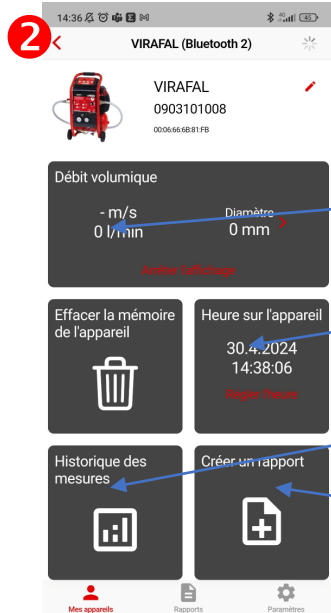 2
14:36
4G
45
VIRAFAL (Bluetooth 2)
VIRAFAL
0903101008
00:06:66:6B:81:FB
Débit volumique
- m/s
0 l/min
Diamètre
0 mm
Arrêter l'affichage
Effacer la mémoire
de l'appareil
Heure sur l'appareil
30.4.2024
14:38:06
Régler l'heure
Historique des
mesures
Créer un rapport
Mes appareils
Rapports
Paramètres